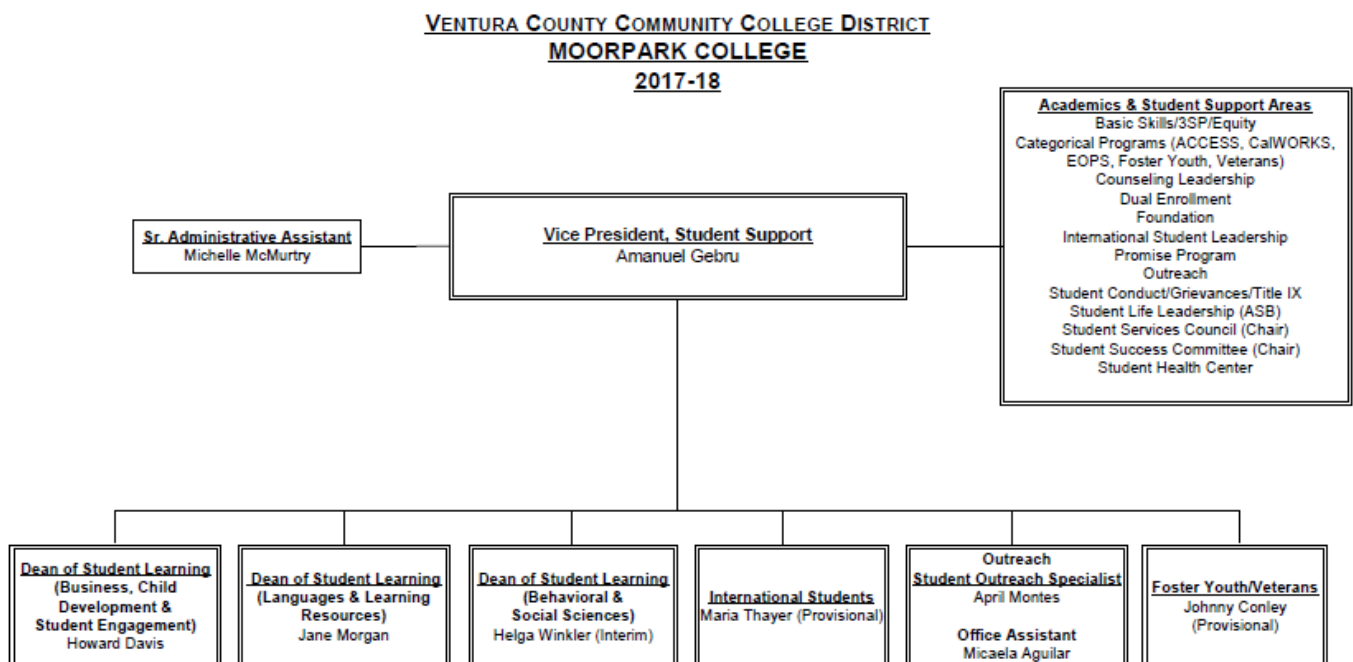 VENTURA COUNTY COMMUNITY COLLEGE DISTRICT
MOORPARK COLLEGE
2017-18
Academics & Student Support Areas
Basic Skills/3SP/Equity
Categorical Programs (ACCESS, CalWORKS,
EOPS, Foster Youth, Veterans)
Counseling Leadership
Dual Enrollment
Foundation
International Student Leadership
Promise Program
Outreach
Student Conduct/Grievances/Title IX
Student Life Leadership (ASB)
Student Services Council (Chair)
Student Success Committee (Chair)
Student Health Center
Sr. Administrative Assistant
Michelle McMurtry
Vice President, Student Support
Amanuel Gebru
Dean of Student Learning
(Business, Child
Development &
Student Engagement)
Howard Davis
Dean of Student Learning
(Languages & Learning
Resources)
Jane Morgan
Dean of Student Learning
(Behavioral &
Social Sciences)
Helga Winkler (Interim)
International Students
Maria Thayer (Provisional)
Outreach
Student Outreach Specialist
April Montes
Office Assistant
Micaela Aguilar
Foster Youth/Veterans
Johnny Conley
(Provisional)